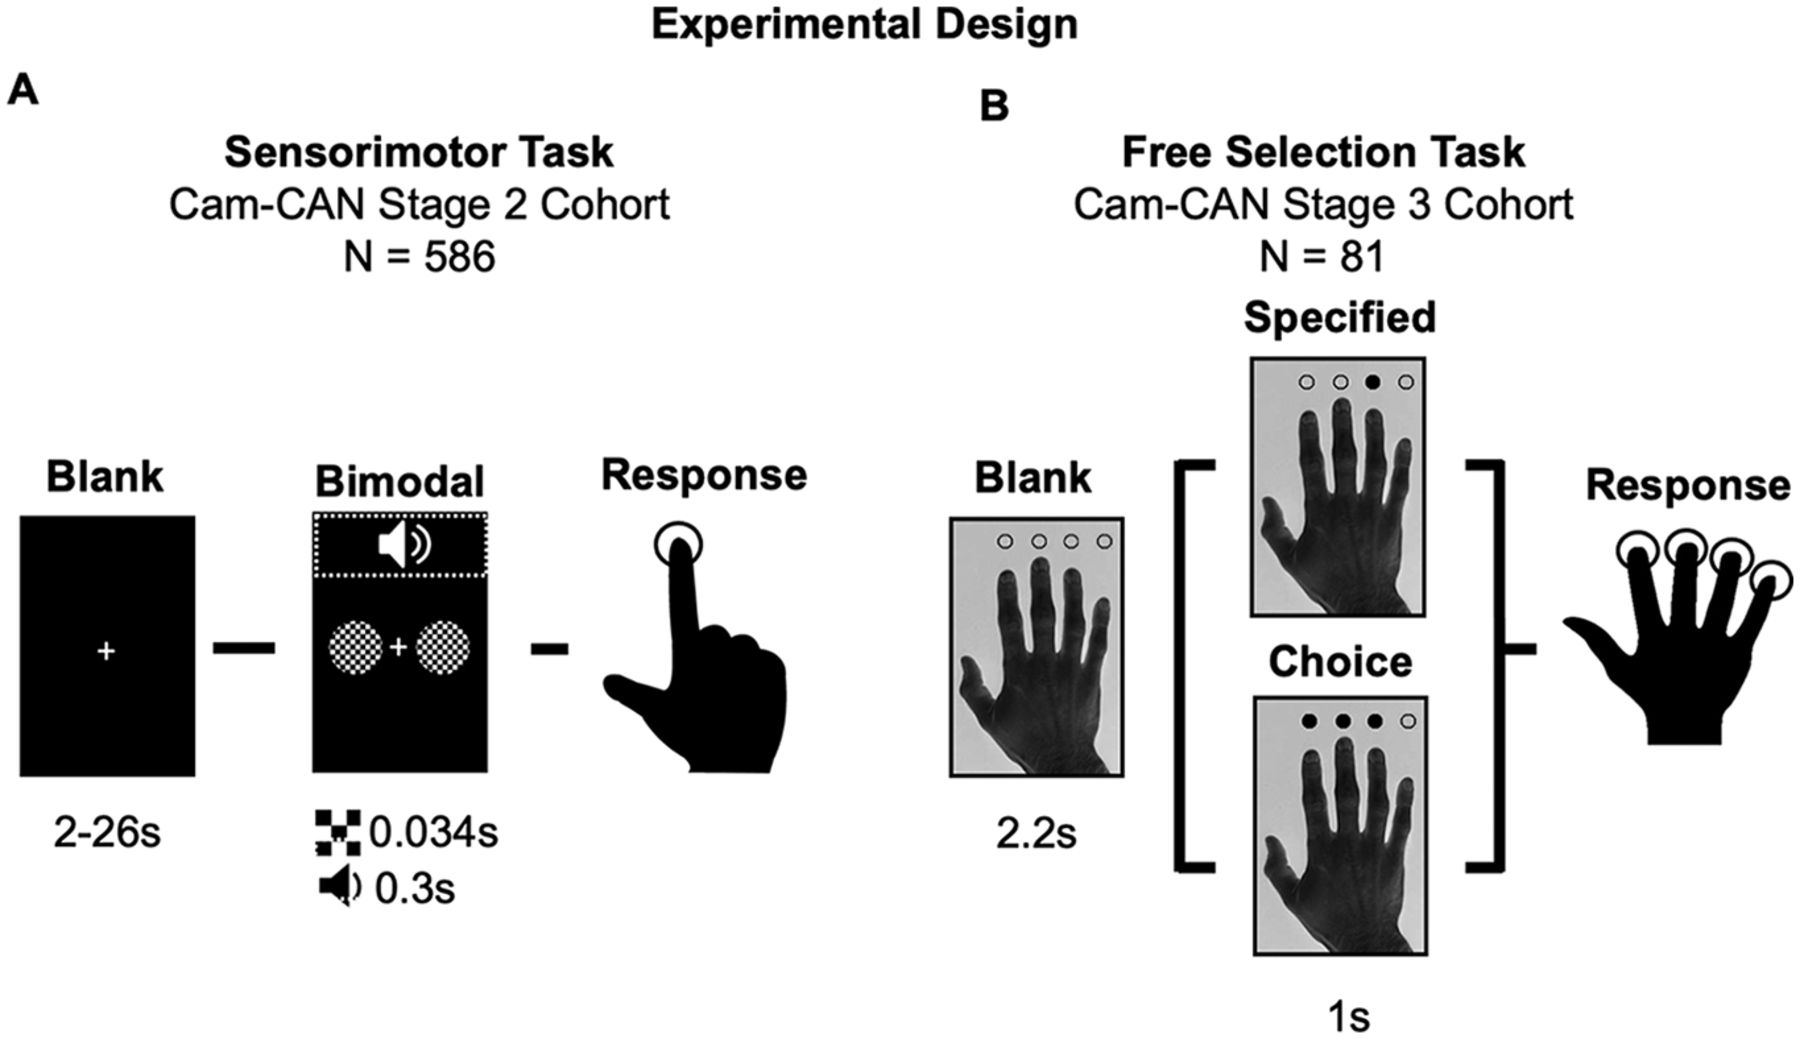 Experimental Design
A
Sensorimotor Task
Cam-CAN Stage 2 Cohort
N = 586
Blank
Bimodal
Response
+
+
2-26s
0.034s
0.3s
B
Free Selection Task
Cam-CAN Stage 3 Cohort
N = 81
Specified
Blank
Choice
Response
2.2s
1s